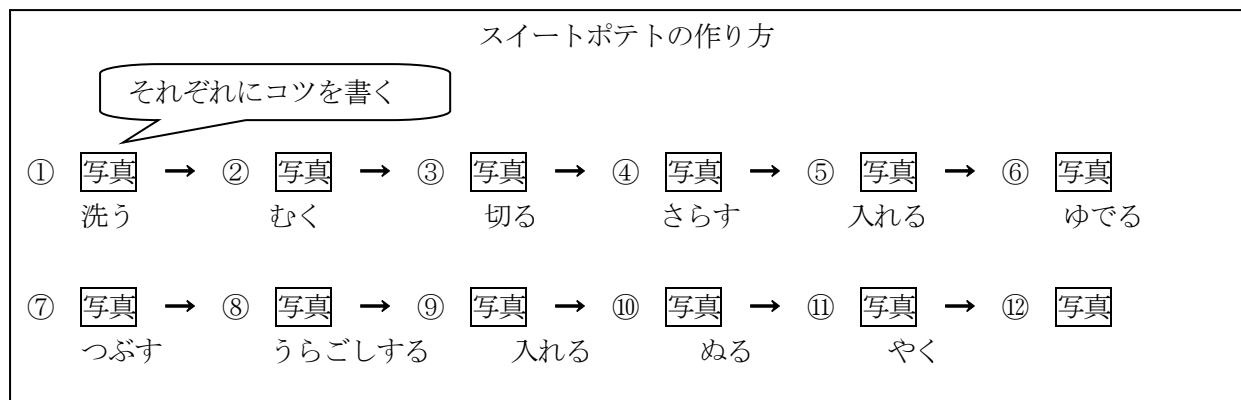 スイートポテトの作り方
それぞれにコツを書く
① 写真 → ② 写真 → ③ 写真 → ④ 写真 → ⑤ 写真 → ⑥ 写真
洗う むく 切る さらす 入れる ゆでる
⑦ 写真 → ⑧ 写真 → ⑨ 写真 → ⑩ 写真 → ⑪ 写真 → ⑫ 写真
つぶす うらごしする 入れる ぬる やく